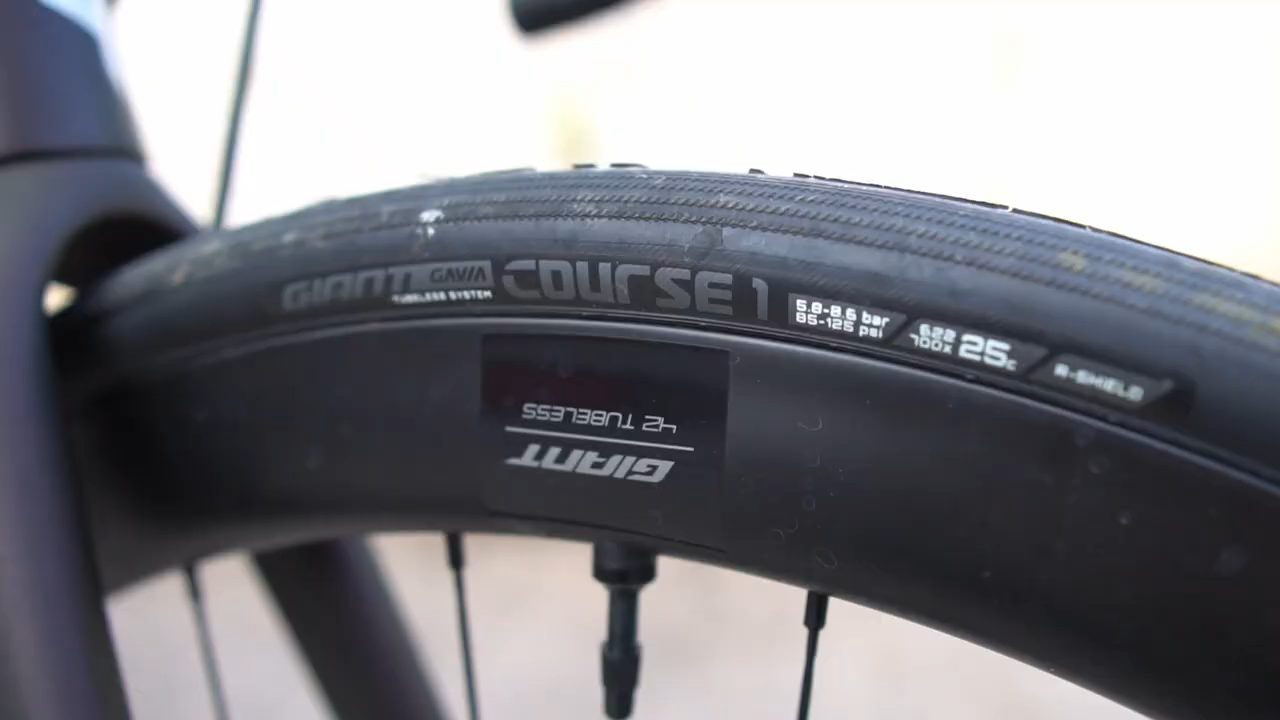 GIANT GAVIA COURSE 1
TUBELESS SYSTEM
5.8-8.6 bar
85-125 psi
622
700x 25c
R-SHIELD
42 TUBELESS
GIANT